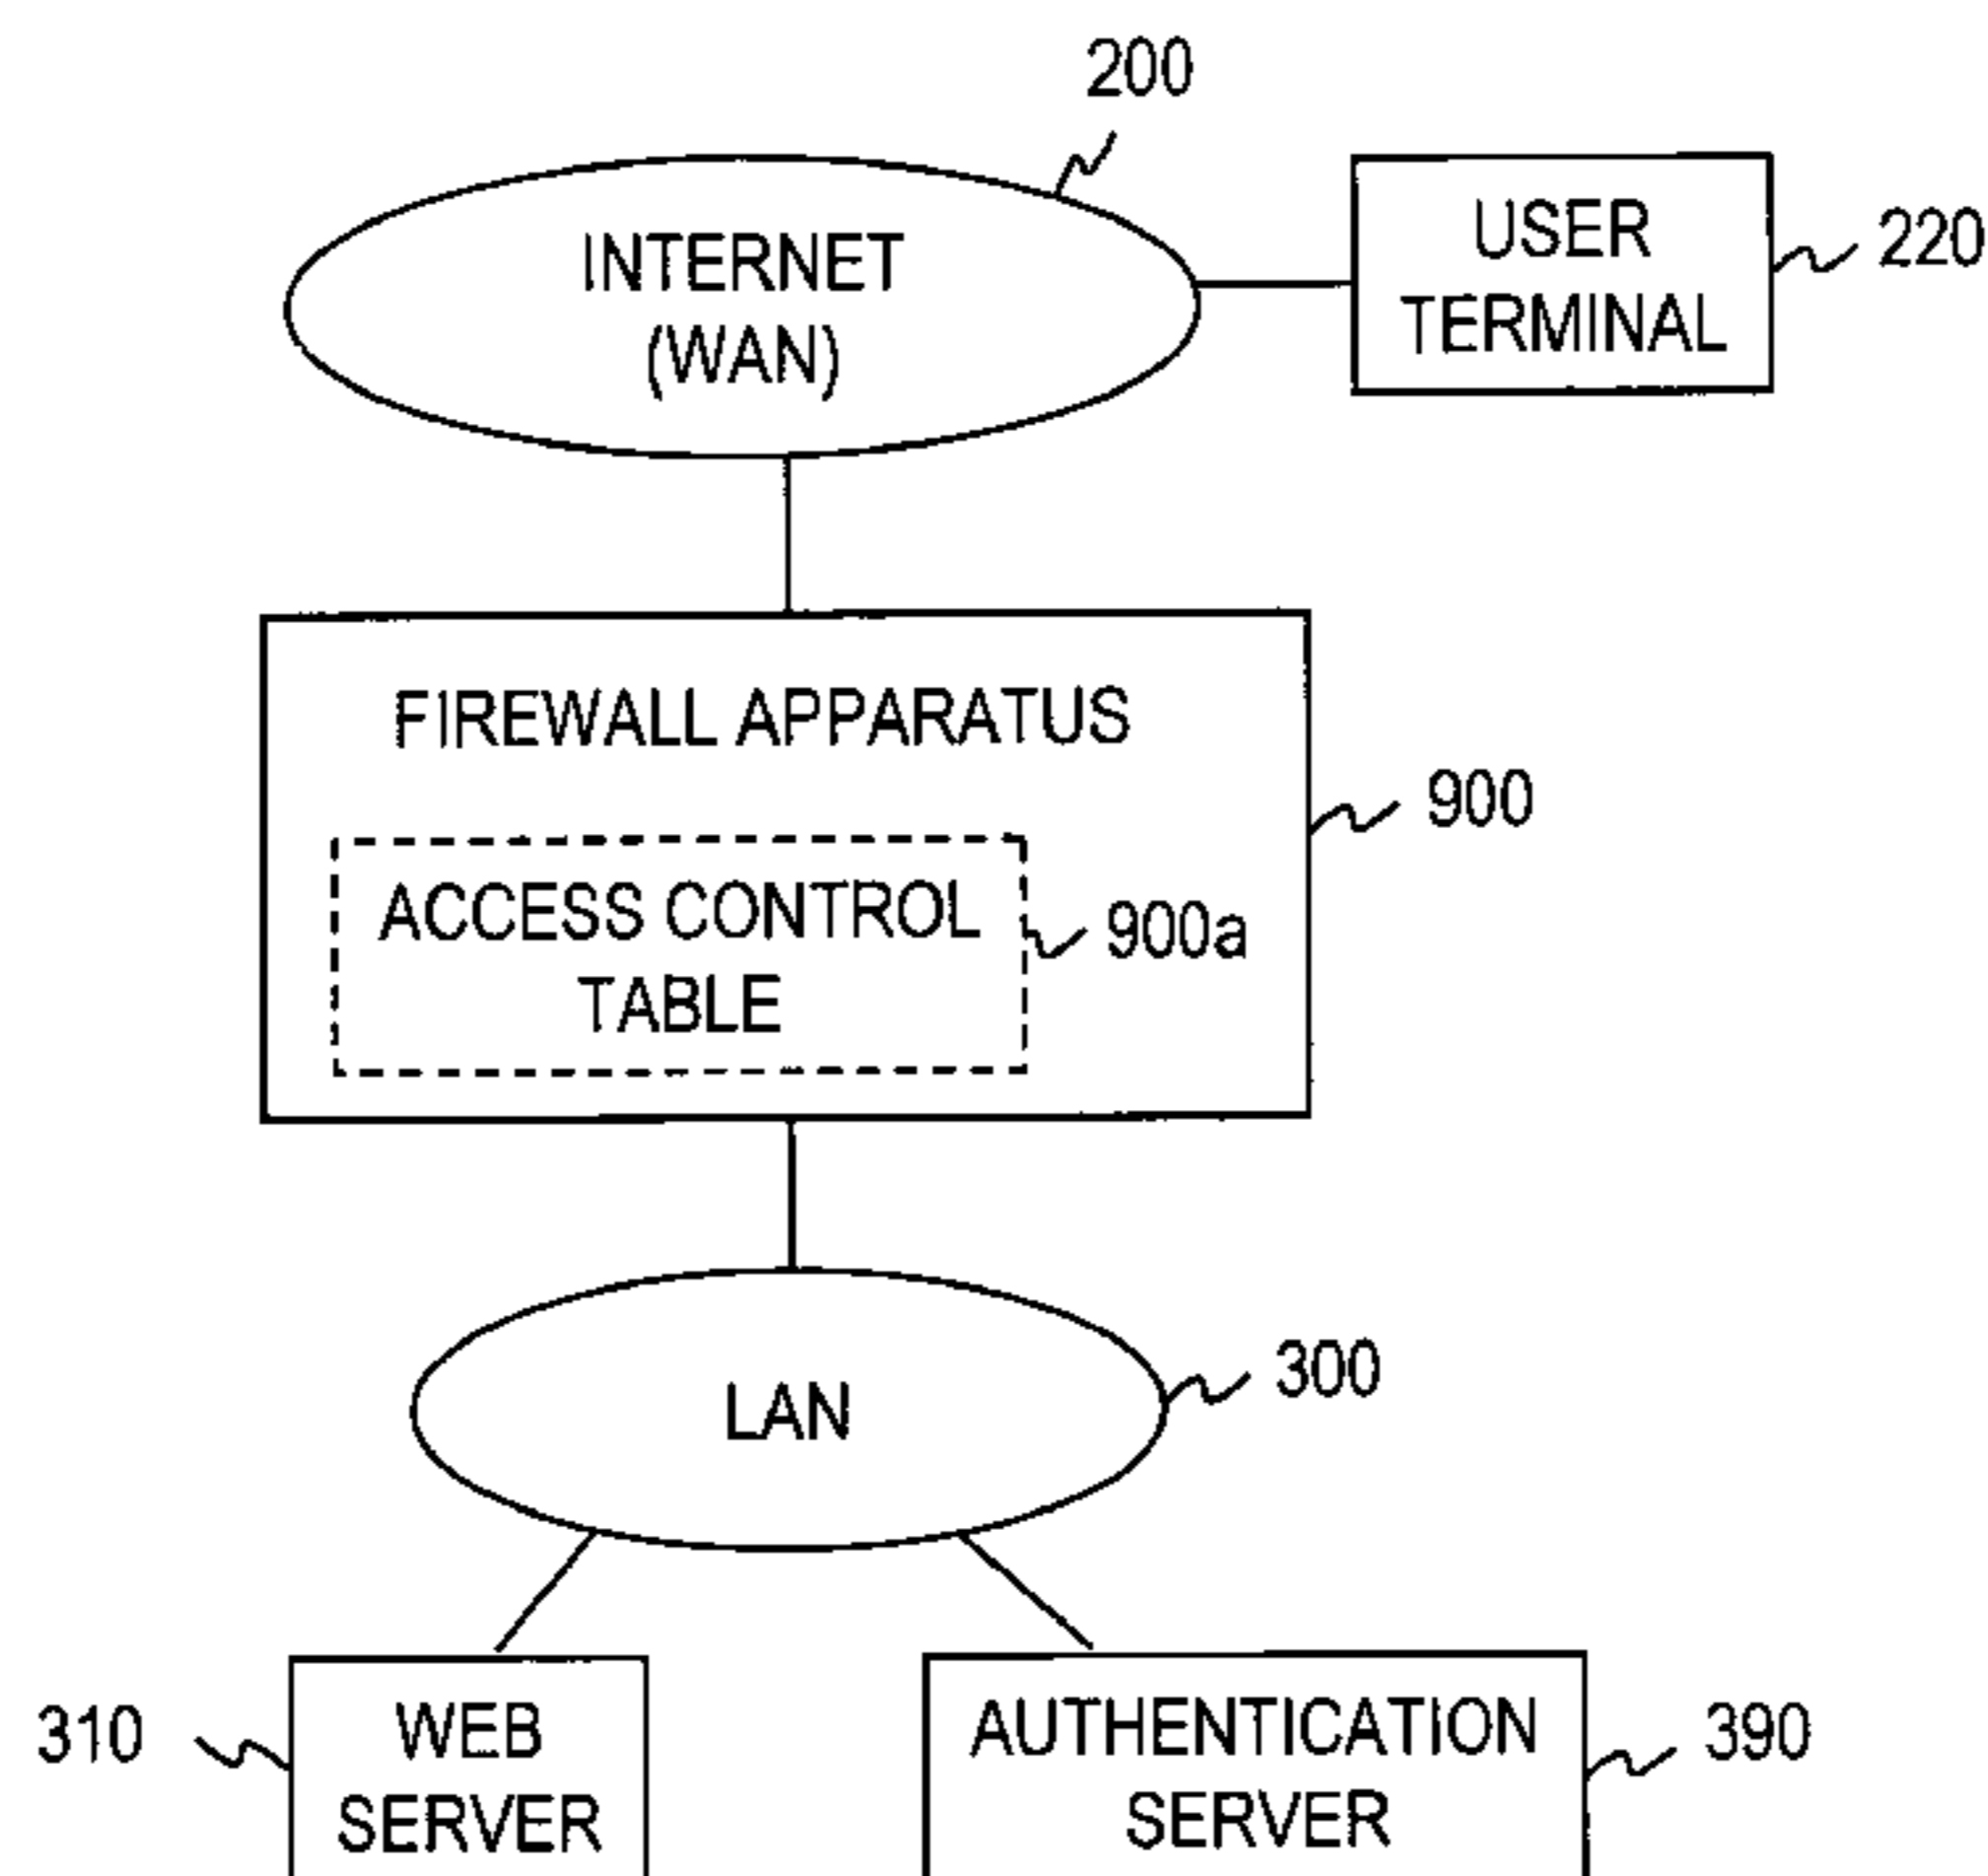 200
INTERNET
(WAN)
USER
TERMINAL
220
FIREWALL APPARATUS
900
ACCESS CONTROL
TABLE
900a
LAN
300
310
WEB
SERVER
AUTHENTICATION
SERVER
390